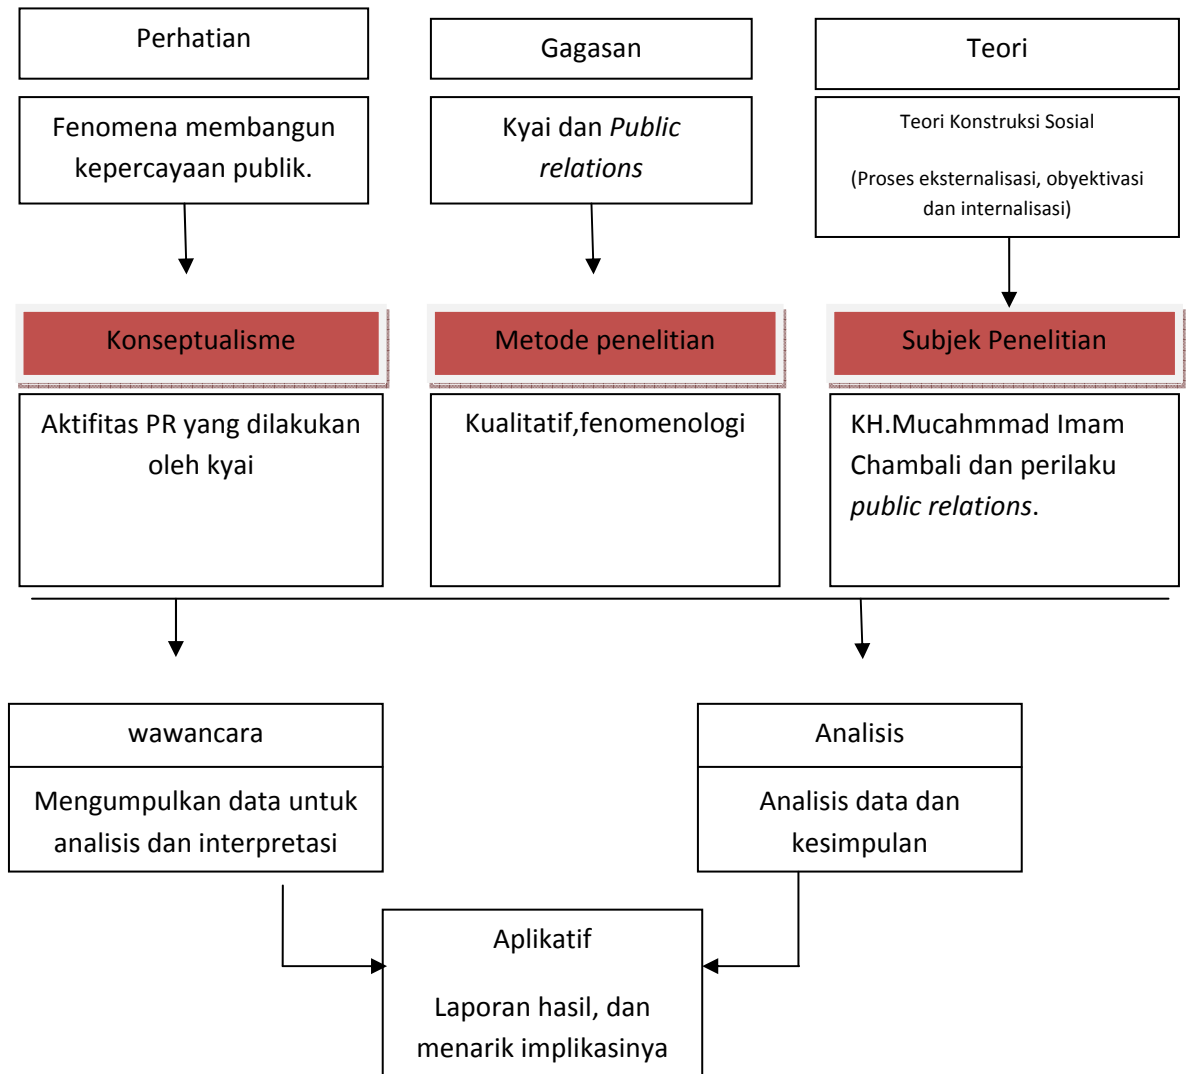 Perhatian
Gagasan
Teori
Fenomena membangun
kepercayaan publik.
Kyai dan Public
relations
Teori Konstruksi Sosial
(Proses eksternalisasi, obyektivasi
dan internalisasi)
Konseptualisme
Metode penelitian
Subjek Penelitian
Aktifitas PR yang dilakukan
oleh kyai
Kualitatif,fenomenologi
KH.Mucahmmad Imam
Chambali dan perilaku
public relations.
wawancara
Mengumpulkan data untuk
analisis dan interpretasi
Analisis
Analisis data dan
kesimpulan
Aplikatif
Laporan hasil, dan
menarik implikasinya